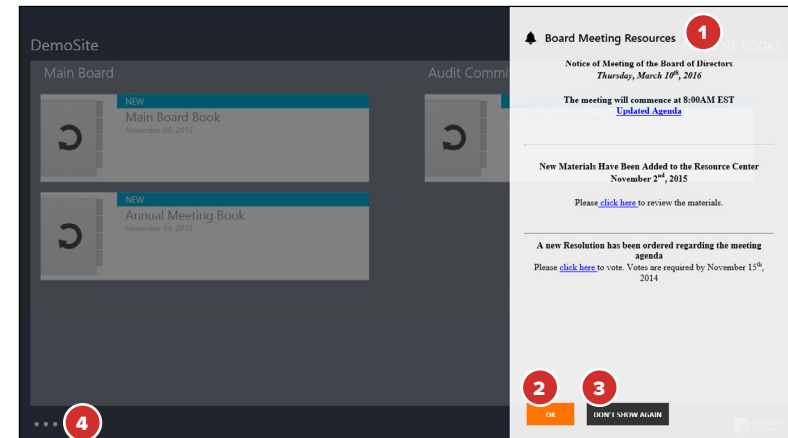 Board Meeting Resources
1
DemoSite
NT BOOKS
Main Board
Audit Commi
Notice of Meeting of the Board of Directors
Thursday, March 10th, 2016
The meeting will commence at 8:00AM EST
Updated Agenda
NEW
Main Board Book
November 09, 2015
New Materials Have Been Added to the Resource Center
November 2nd, 2015
Please click here to review the materials.
NEW
Annual Meeting Book
November 09, 2015
A new Resolution has been ordered regarding the meeting
agenda
Please click here to vote. Votes are required by November 15th,
2014
2
3
OK
DON'T SHOW AGAIN
4